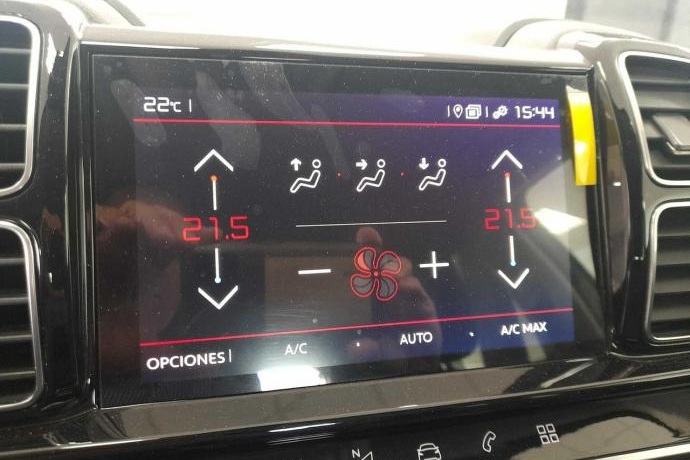 22°C
15:44
21.5
21.5
OPCIONES
A/C
AUTO
A/C MAX
N